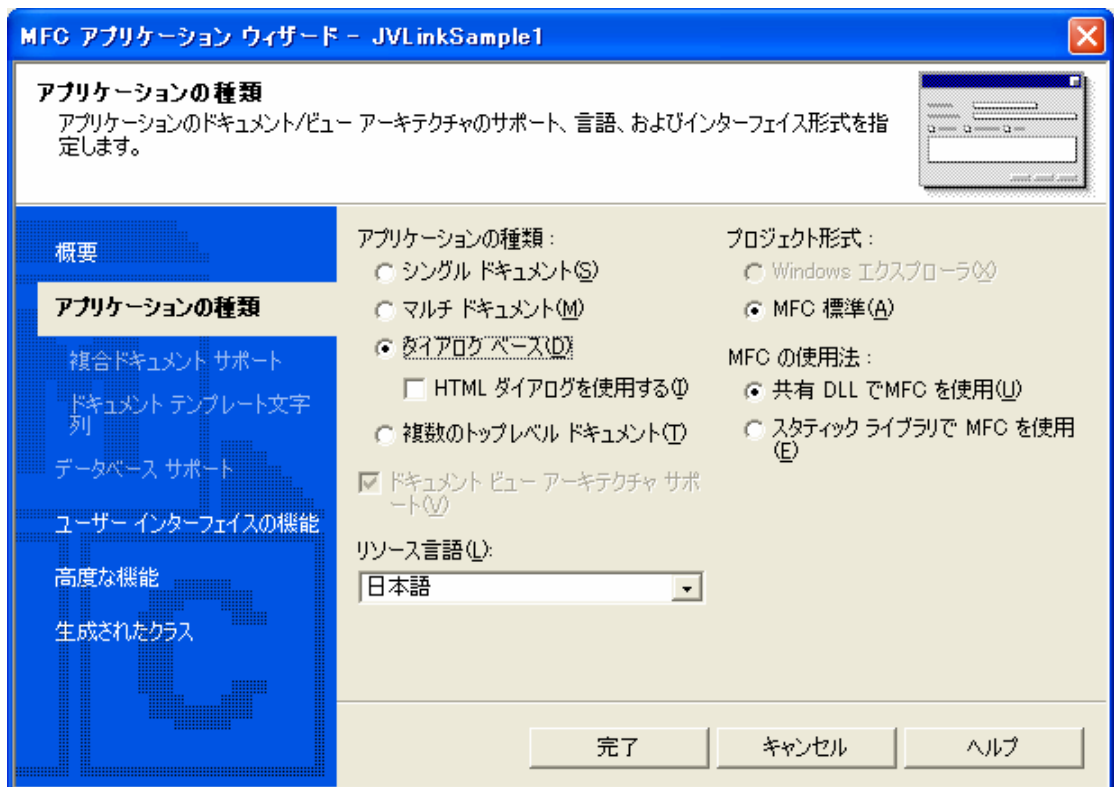 MFC アプリケーション ウィザード - JVLinkSample1
アプリケーションの種類
アプリケーションのドキュメント/ビュー アーキテクチャのサポート、言語、およびインターフェイス形式を指
定します。
概要
アプリケーションの種類
複合ドキュメント サポート
ドキュメント テンプレート文字
列
データベース サポート
ユーザー インターフェイスの機能
高度な機能
生成されたクラス
アプリケーションの種類 :
シングル ドキュメント(S)
マルチ ドキュメント(M)
ダイアログ ベース(D)
HTML ダイアログを使用する(I)
複数のトップレベル ドキュメント(T)
ドキュメント ビュー アーキテクチャ サポ
ート(V)
リソース言語(L):
日本語
プロジェクト形式 :
Windows エクスプローラ(X)
MFC 標準(A)
MFC の使用法 :
共有 DLL でMFC を使用(U)
スタティック ライブラリで MFC を使用
(E)
完了
キャンセル
ヘルプ